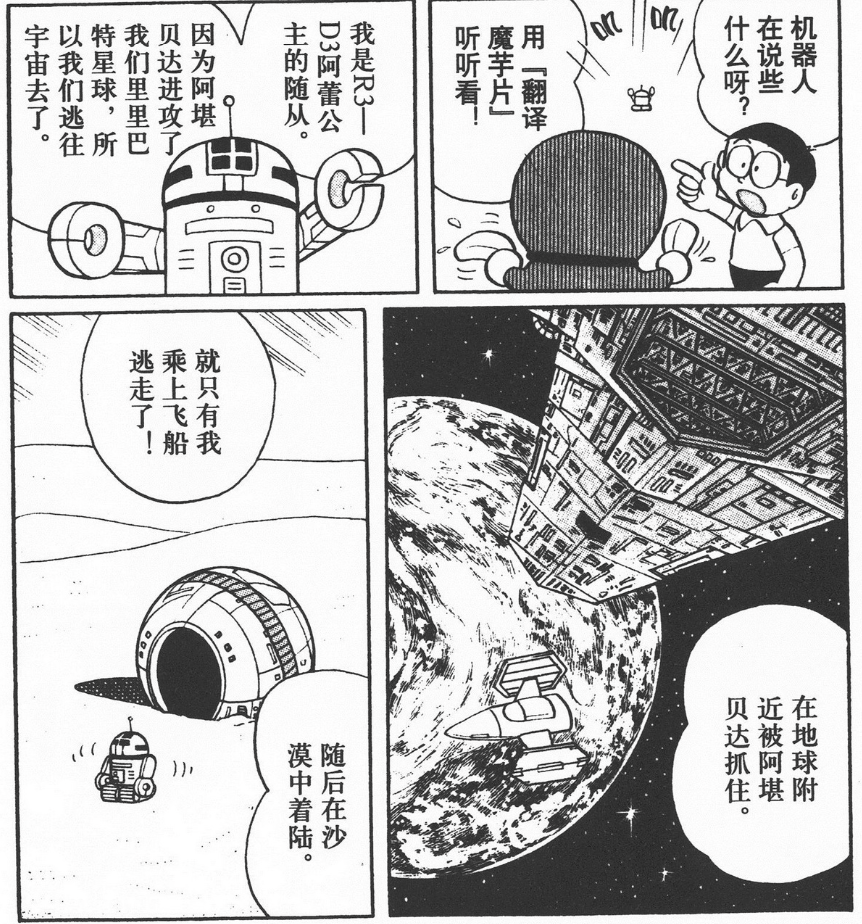 机器人
在说些
什么呀?
用『翻译
魔芋片』
听听看!
我是R3—
D3阿蕾公
主的随从。
因为阿堪
贝达进攻了
我们里里巴
特星球,所
以我们逃往
宇宙去了。
在地球附
近被阿堪
贝达抓住。
就只有我
乘上飞船
逃走了!
随后在沙
漠中着陆。